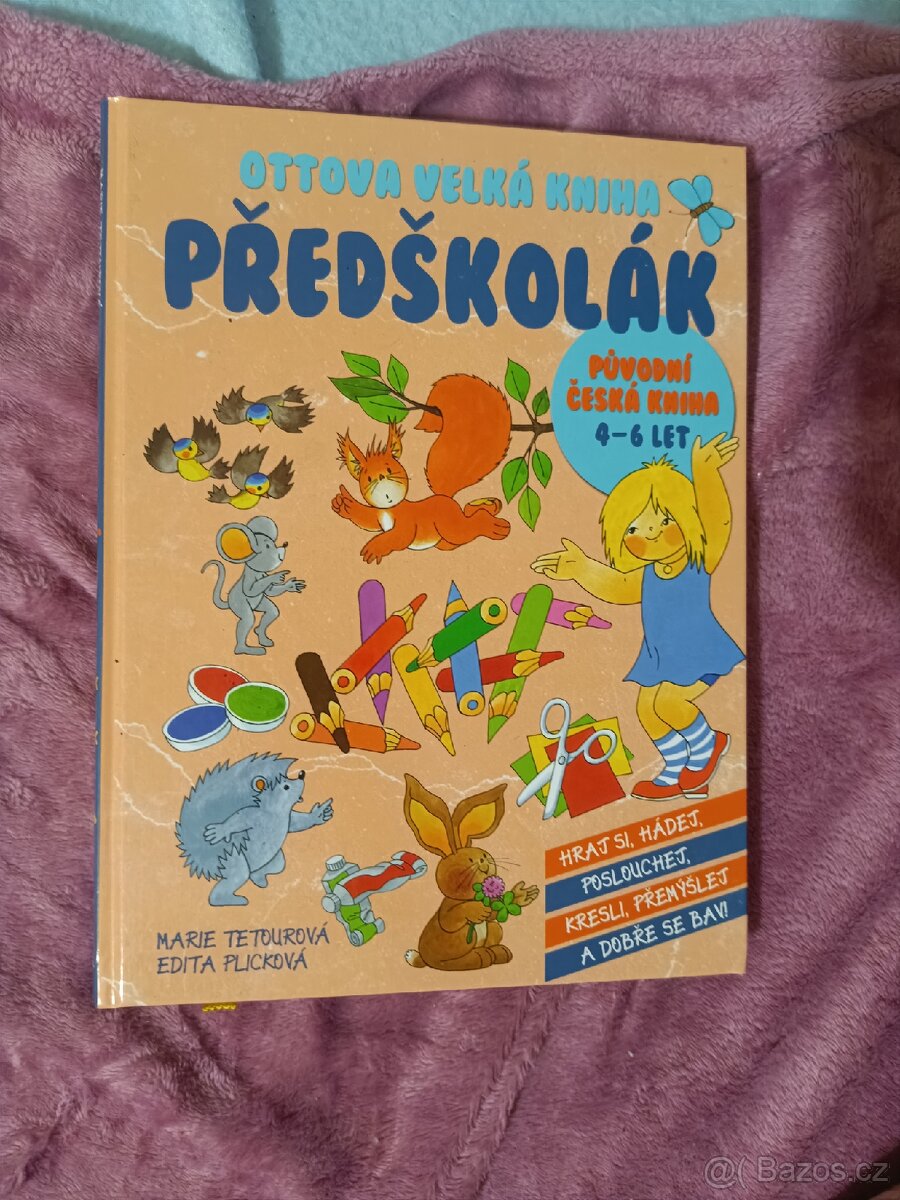 OTTOVA VELKÁ KNIHA
PŘEDŠKOLÁK
PŮVODNÍ
ČESKÁ KNIHA
4–6 LET
HRAJ SI, HÁDEJ,
POSLOUCHEJ,
KRESLI, PŘEMÝŠLEJ
A DOBŘE SE BAV!
MARIE TETOUROVÁ
EDITA PLICKOVÁ
@( Bazos.cz